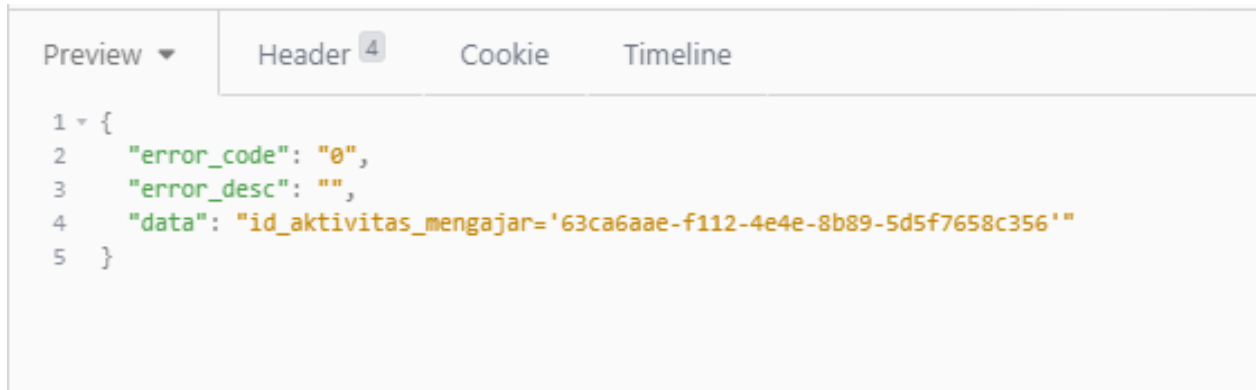 Preview Header 4 Cookie Timeline
1 {
2 "error_code": "0",
3 "error_desc": "",
4 "data": "id_aktivitas_mengajar='63ca6aae-f112-4e4e-8b89-5d5f7658c356'"
5 }